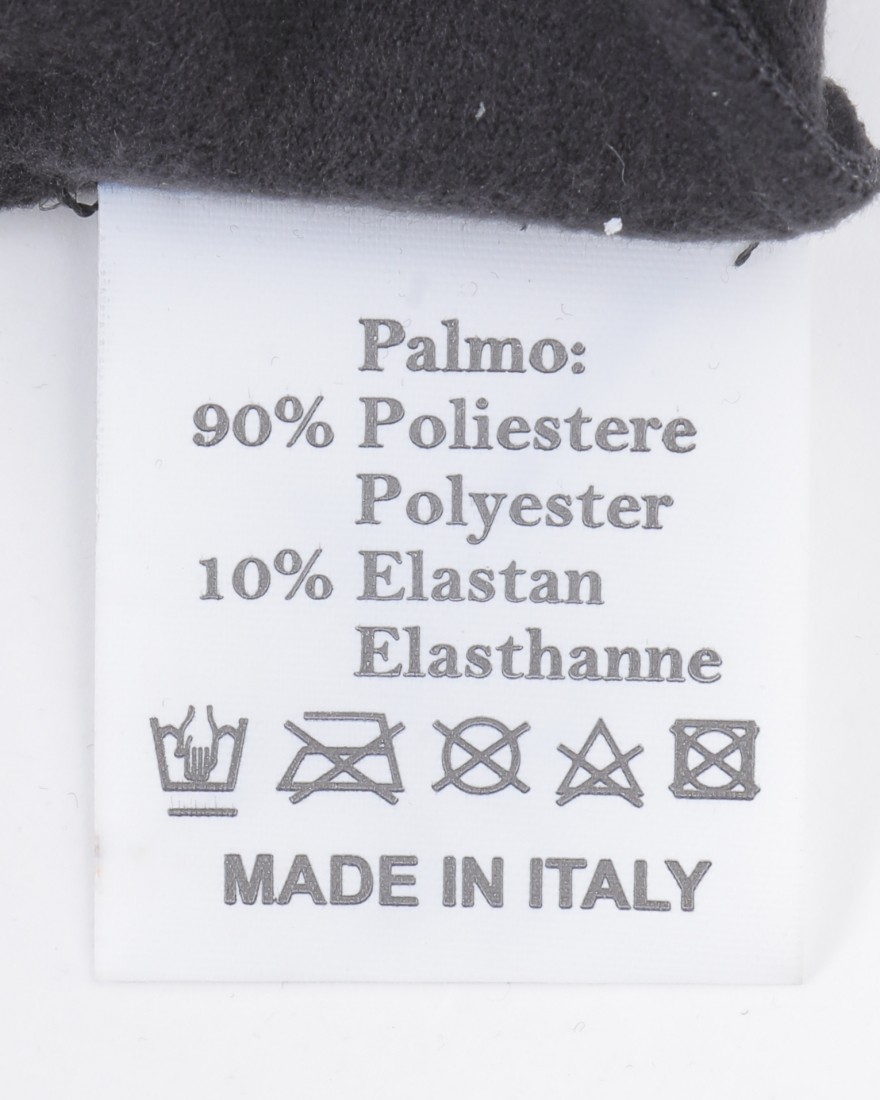 Palmo:
90% Poliestere
Polyester
10% Elastan
Elasthanne
MADE IN ITALY